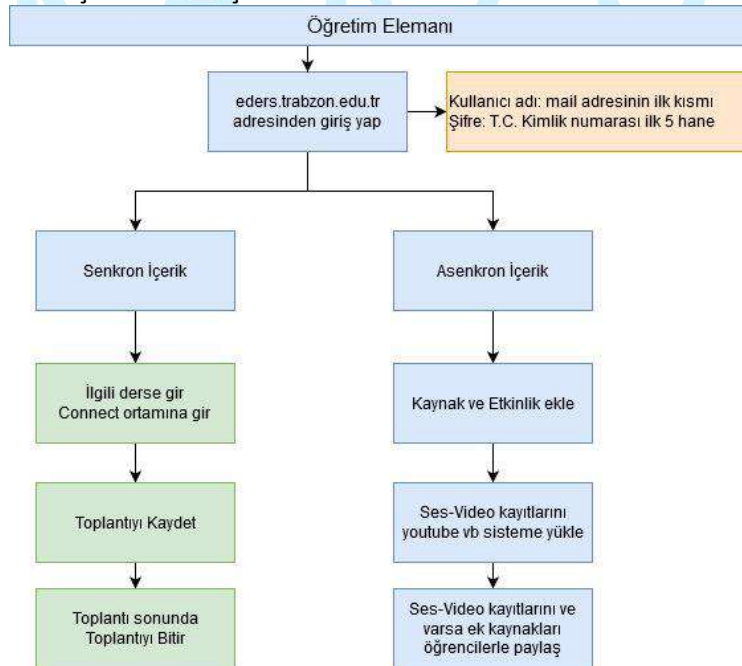 Öğretim Elemanı
eders.trabzon.edu.tr
adresinden giriş yap
Kullanıcı adı: mail adresinin ilk kısmı
Şifre: T.C. Kimlik numarası ilk 5 hane
Senkron İçerik
Asenkron İçerik
İlgili derse gir
Connect ortamına gir
Kaynak ve Etkinlik ekle
Toplantıyı Kaydet
Ses-Video kayıtlarını
youtube vb sisteme yükle
Toplantı sonunda
Toplantıyı Bitir
Ses-Video kayıtlarını ve
varsa ek kaynakları
öğrencilerle paylaş